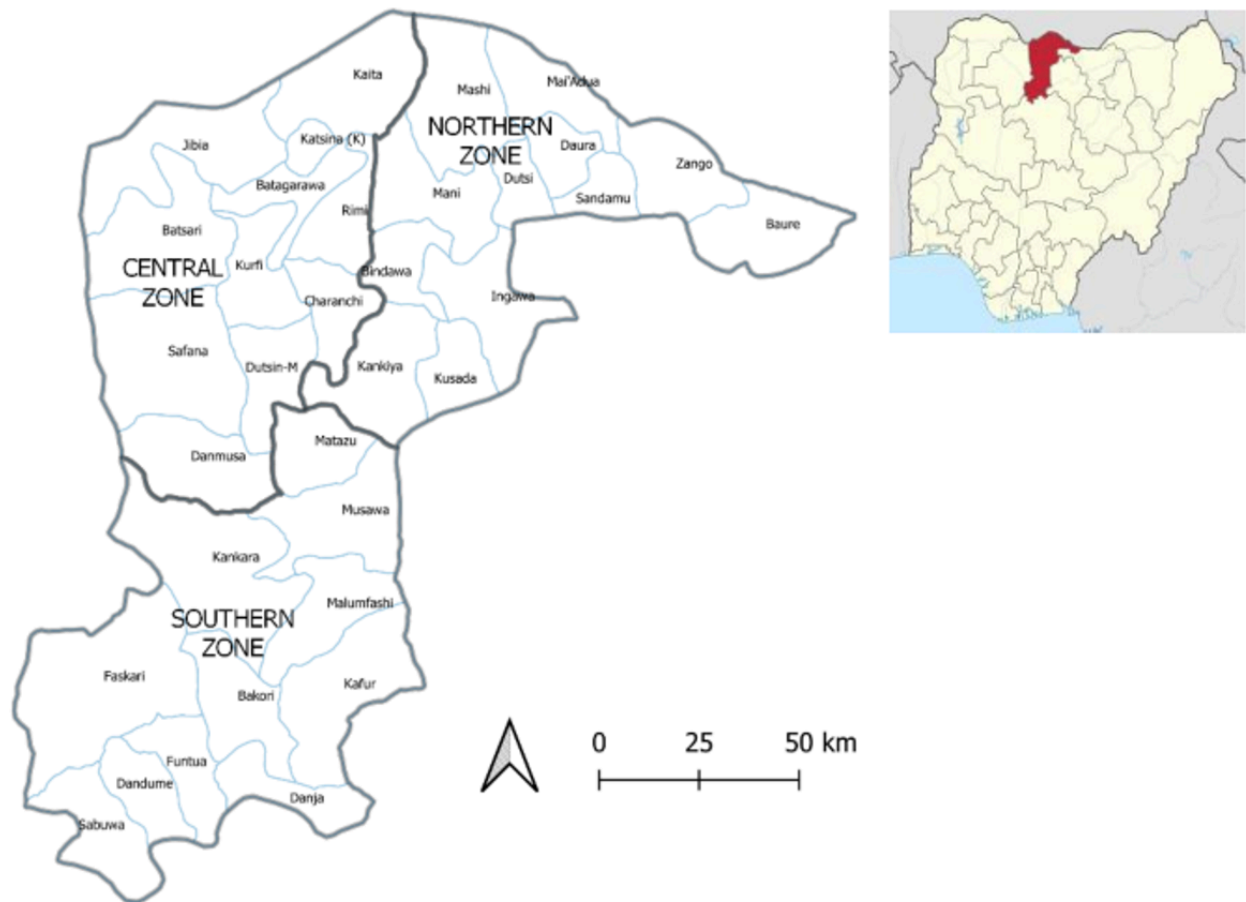 Kaita
Mashi
Mai'Adua
NORTHERN
ZONE
Katsina (K)
Jibia
Daura
Zango
Batagarawa
Dutsi
Mani
Sandamu
Rimi
Baure
Batsari
CENTRAL
ZONE
Kurfi
Bindawa
Ingawa
Charanchi
Safana
Dutsin-M
Kankiya
Kusada
Matazu
Danmusa
Musawa
Kankara
Malumfashi
SOUTHERN
ZONE
Faskari
Kafur
Bakori
Funtua
Dandume
Danja
Sabuwa
0 25 50 km